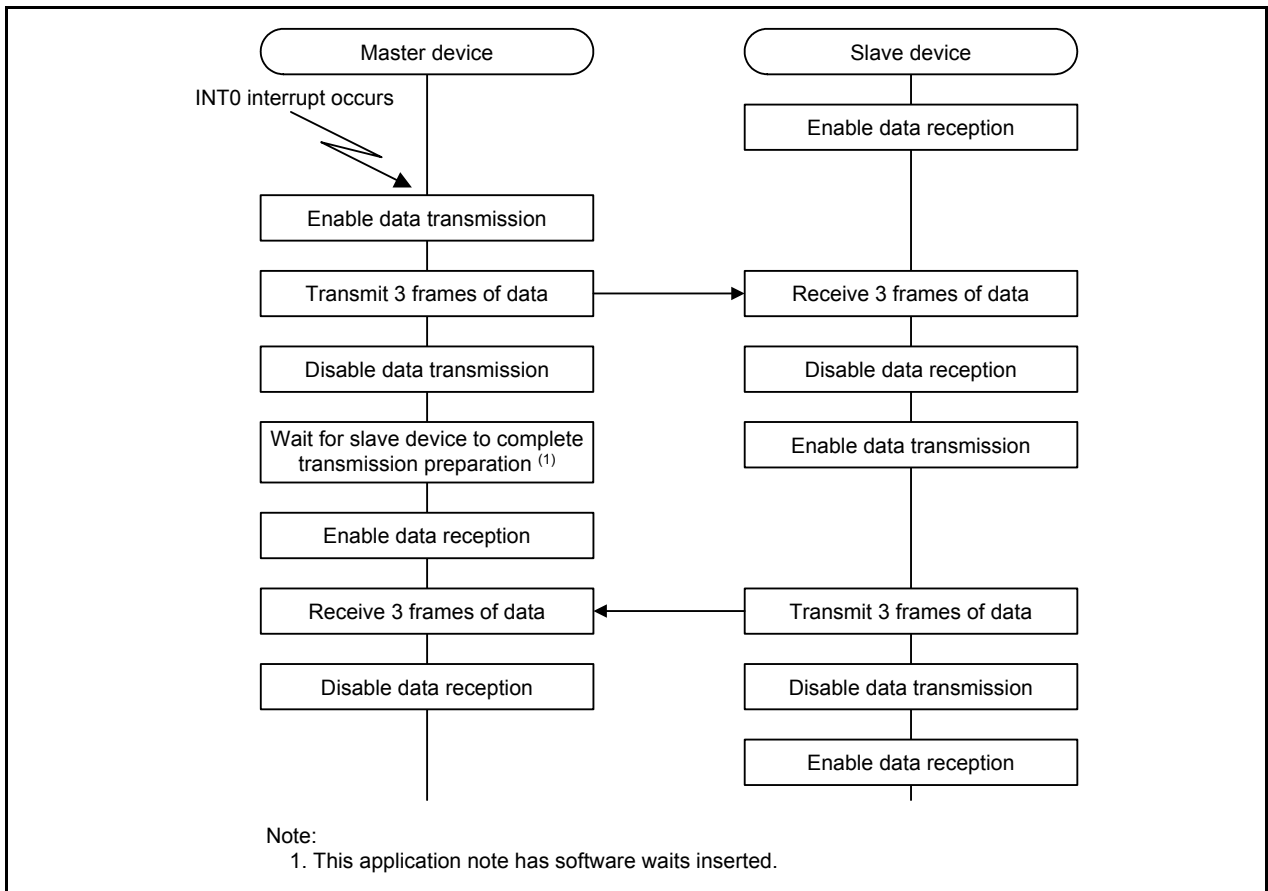 Master device
Slave device
INT0 interrupt occurs
Enable data reception
Enable data transmission
Transmit 3 frames of data
Receive 3 frames of data
Disable data transmission
Disable data reception
Wait for slave device to complete
transmission preparation (1)
Enable data transmission
Enable data reception
Receive 3 frames of data
Transmit 3 frames of data
Disable data reception
Disable data transmission
Enable data reception
Note:
1. This application note has software waits inserted.